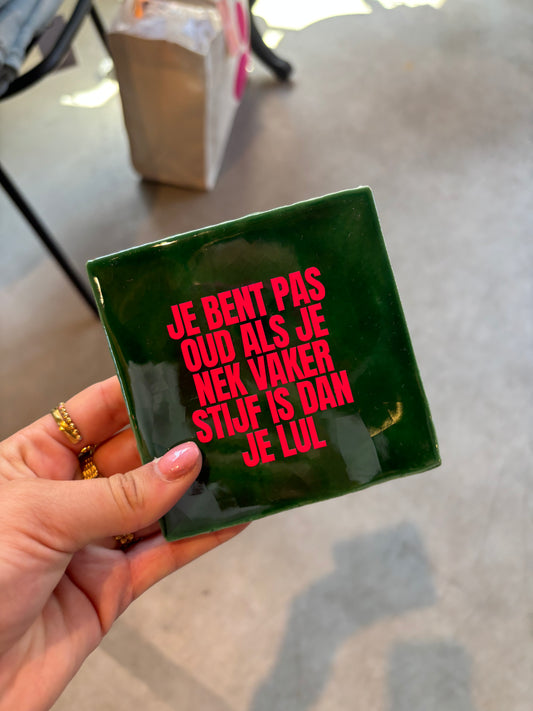 JE BENT PAS
OUD ALS JE
NEK VAKER
STIJF IS DAN
JE LUL